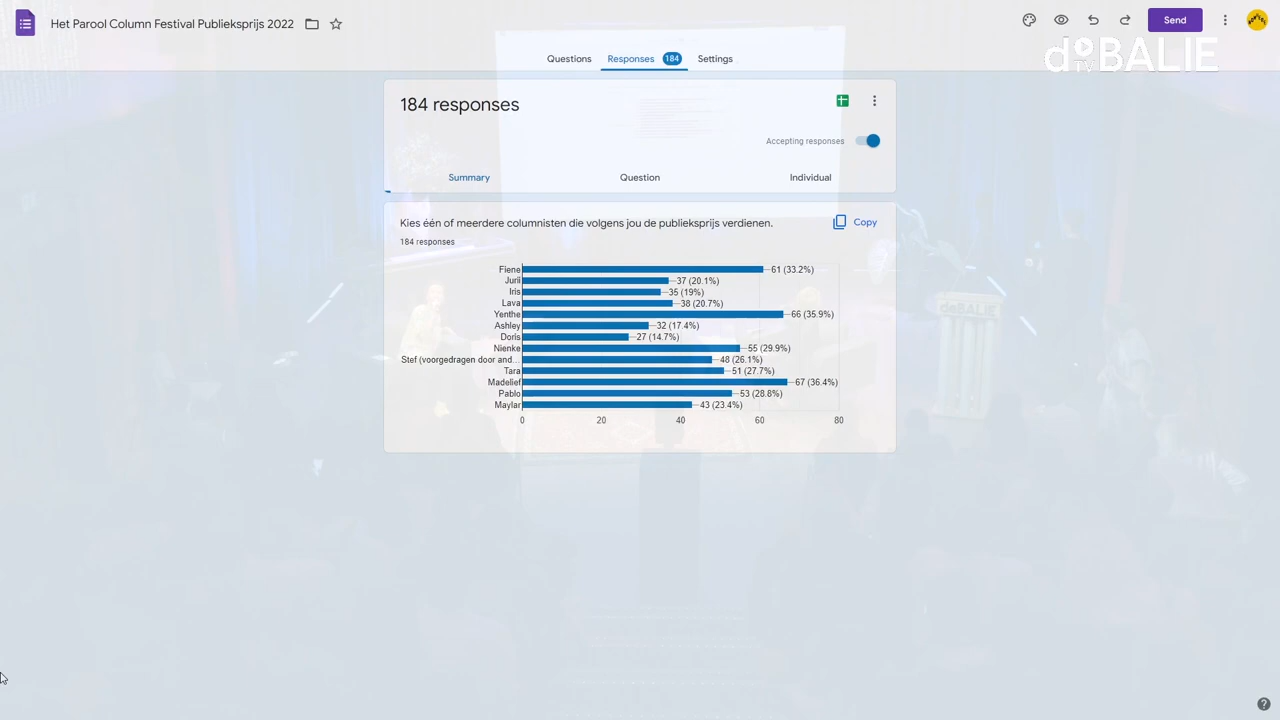 Het Parool Column Festival Publieksprijs 2022
Send
deBALIE
TV
Questions
Responses 184
Settings
184 responses
Accepting responses
Summary
Question
Individual
Kies één of meerdere columnisten die volgens jou de publieksprijs verdienen.
Copy
184 responses
Fiene 61 (33.2%)
Jurii 37 (20.1%)
Iris 35 (19%)
Lava 38 (20.7%)
Yenthe 66 (35.9%)
Ashley 32 (17.4%)
Doris 27 (14.7%)
Nienke 55 (29.9%)
Stef (voorgedragen door and... 48 (26.1%)
Tara 51 (27.7%)
Madelief 67 (36.4%)
Pablo 53 (28.8%)
Maylar 43 (23.4%)
0 20 40 60 80
deBALIE